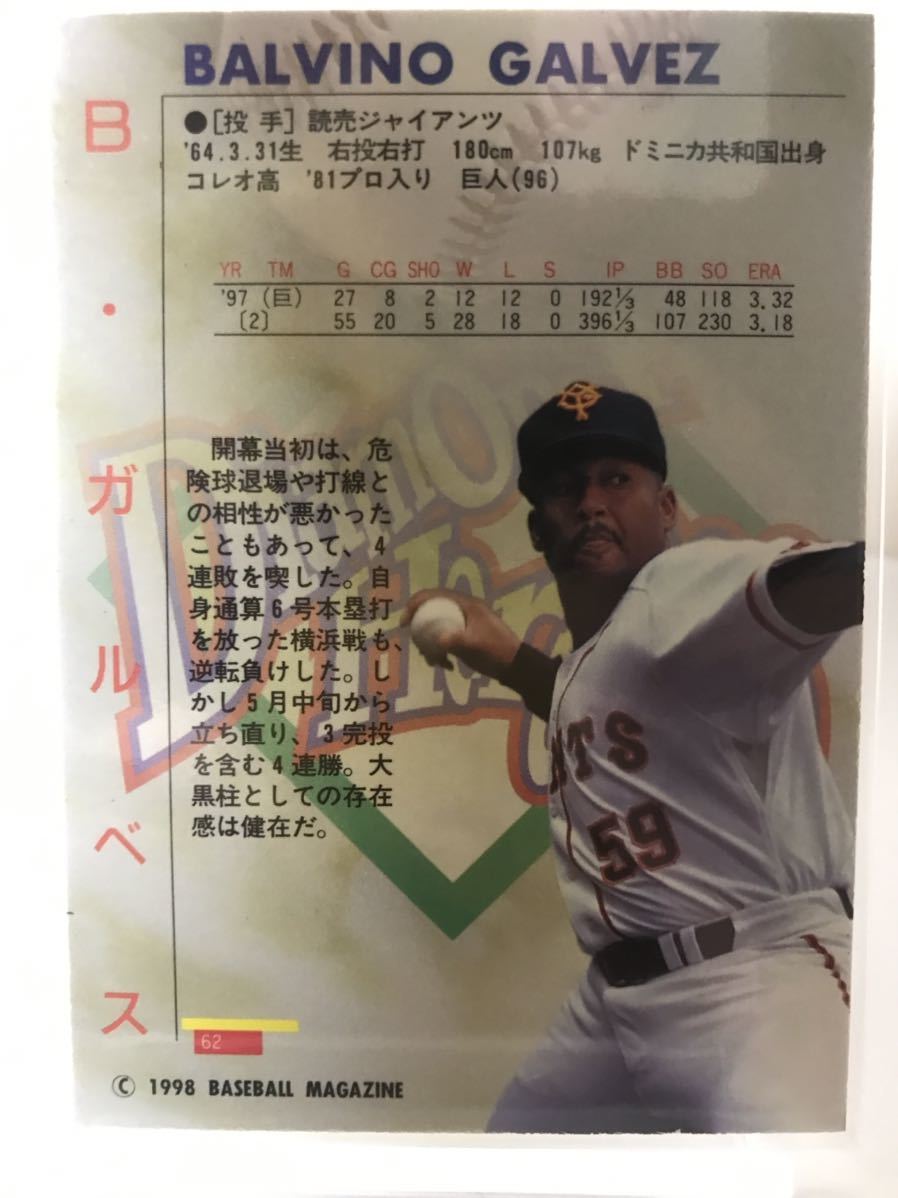 BALVINO GALVEZ
B・ガルベス
●[投 手] 読売ジャイアンツ
'64.3.31生 右投右打 180cm 107kg ドミニカ共和国出身
コレオ高 '81プロ入り 巨人(96)
YR TM G CG SHO W L S IP BB SO ERA
'97 (巨) 27 8 2 12 12 0 192⅓ 48 118 3.32
〔2〕 55 20 5 28 18 0 396⅓ 107 230 3.18
開幕当初は、危
険球退場や打線と
の相性が悪かった
こともあって、4
連敗を喫した。自
身通算6号本塁打
を放った横浜戦も、
逆転負けした。し
かし5月中旬から
立ち直り、3完投
を含む4連勝。大
黒柱としての存在
感は健在だ。
59
62
© 1998 BASEBALL MAGAZINE